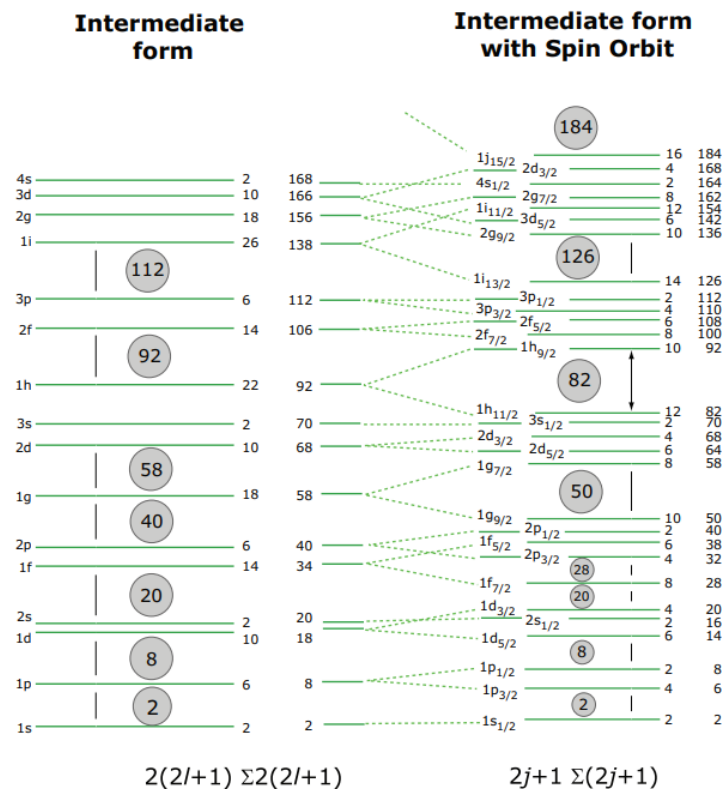 Intermediate
form
4s 2 168
3d 10 166
2g 18 156
1i 26 138
112
3p 6 112
2f 14 106
92
1h 22 92
3s 2 70
2d 10 68
58
1g 18 58
40
2p 6 40
1f 14 34
20
2s 2 20
1d 10 18
8
1p 6 8
2
1s 2 2
2(2l+1) Σ2(2l+1)
Intermediate form
with Spin Orbit
184
1j15/2 16 184
2d3/2 4 168
4s1/2 2 164
2g7/2 8 162
1i11/2 12 154
3d5/2 6 142
2g9/2 10 136
126
1i13/2 14 126
3p1/2 2 112
3p3/2 4 110
2f5/2 6 108
2f7/2 8 100
1h9/2 10 92
82
1h11/2 12 82
3s1/2 2 70
2d3/2 4 68
2d5/2 6 64
1g7/2 8 58
50
1g9/2 10 50
2p1/2 2 40
1f5/2 6 38
2p3/2 4 32
28
1f7/2 8 28
20
1d3/2 4 20
2s1/2 2 16
1d5/2 6 14
8
1p1/2 2 8
1p3/2 4 6
2
1s1/2 2 2
2j+1 Σ(2j+1)